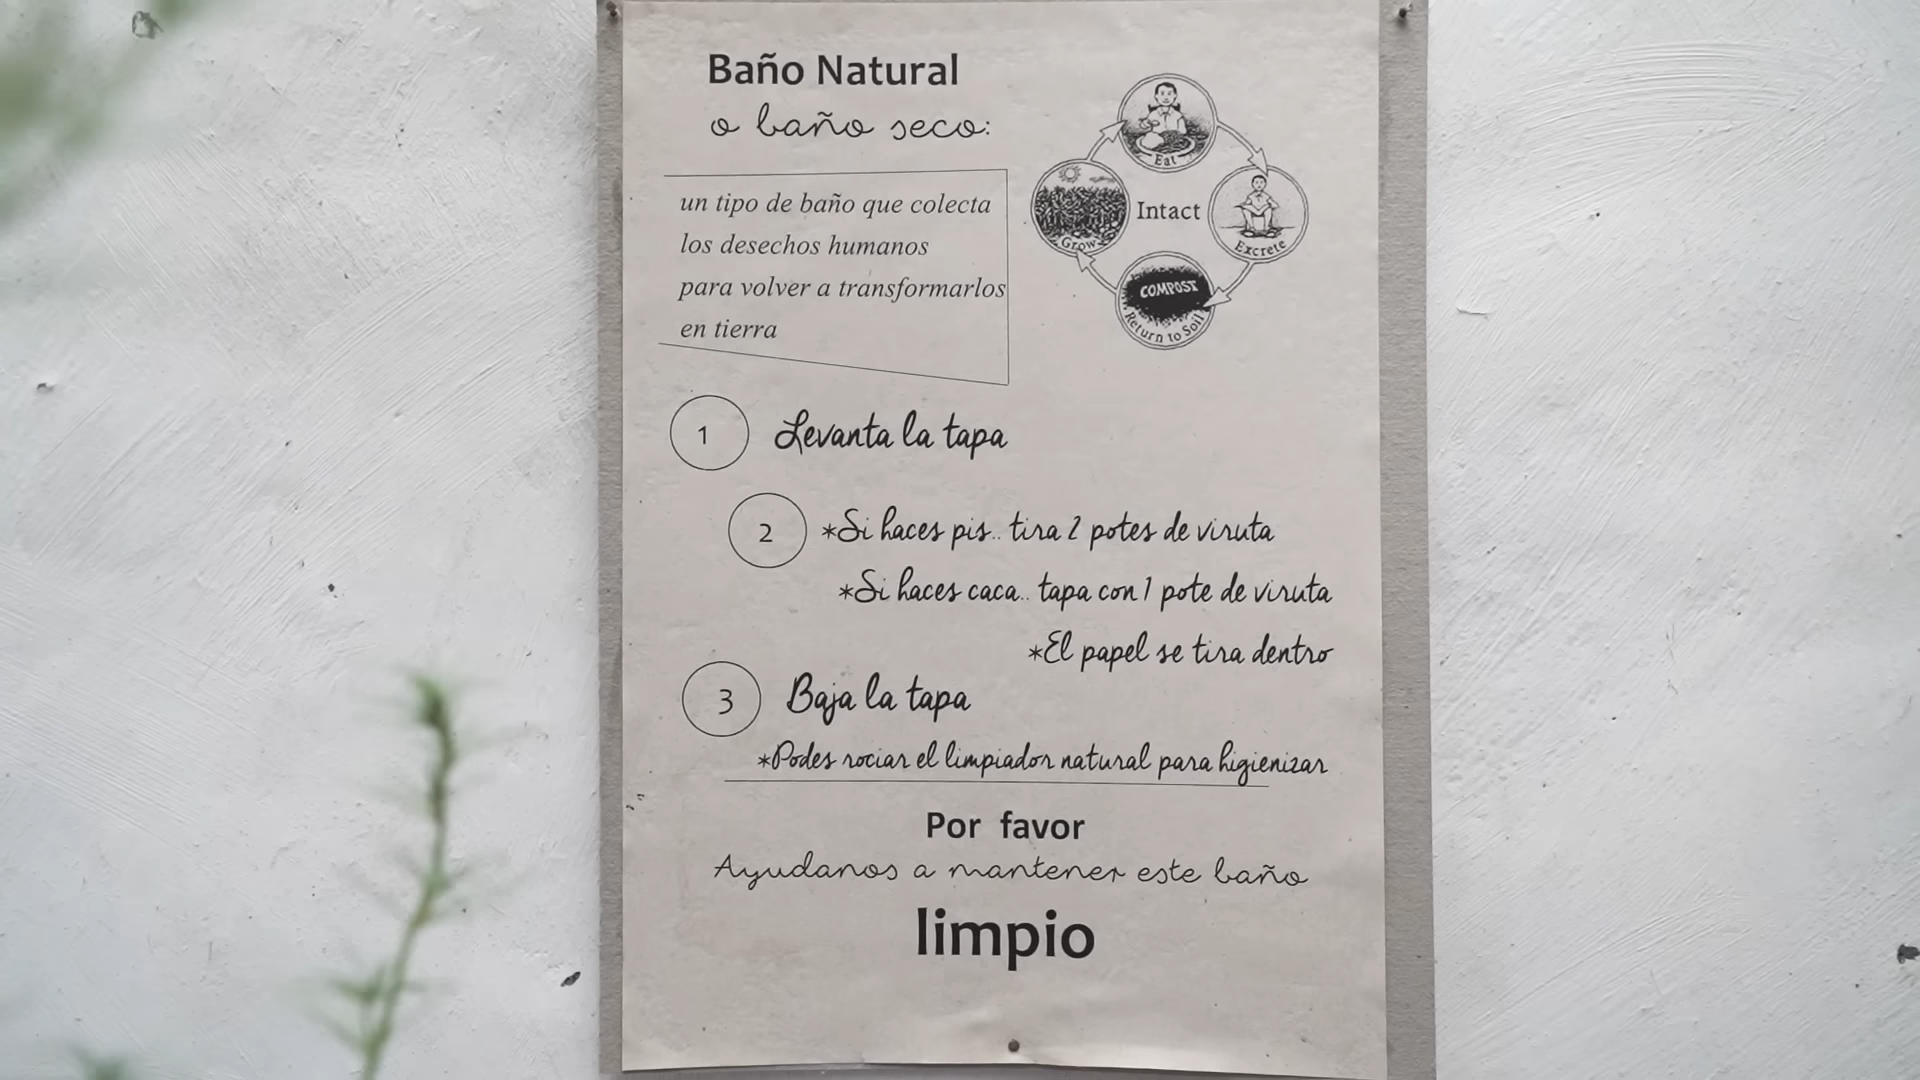 Baño Natural
o baño seco:
un tipo de baño que colecta
los desechos humanos
para volver a transformarlos
en tierra
Eat
Intact
Grow
Excrete
COMPOST
Return to Soil
1 Levanta la tapa
2 *Si haces pis.. tira 2 potes de viruta
*Si haces caca.. tapa con 1 pote de viruta
*El papel se tira dentro
3 Baja la tapa
*Podes rociar el limpiador natural para higienizar
Por favor
Ayudanos a mantener este baño
limpio